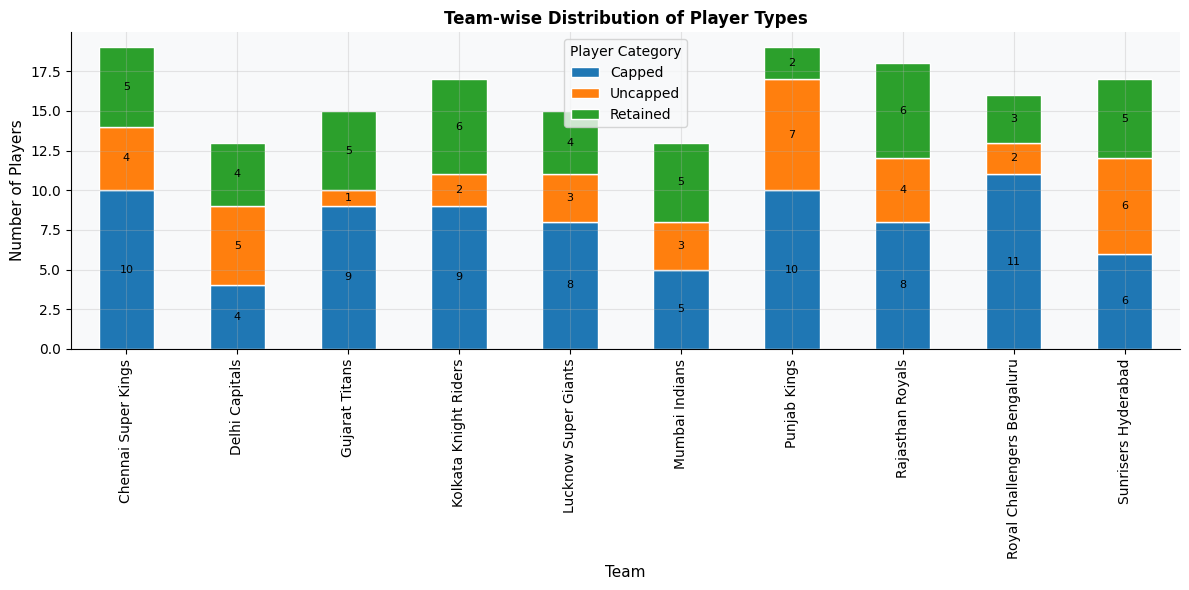 Team-wise Distribution of Player Types
Number of Players
17.5
15.0
12.5
10.0
7.5
5.0
2.5
0.0
Player Category
Capped
Uncapped
Retained
5
4
10
4
5
4
5
1
9
6
2
9
4
3
8
5
3
5
2
7
10
6
4
8
3
2
11
5
6
6
Chennai Super Kings
Delhi Capitals
Gujarat Titans
Kolkata Knight Riders
Lucknow Super Giants
Mumbai Indians
Punjab Kings
Rajasthan Royals
Royal Challengers Bengaluru
Sunrisers Hyderabad
Team